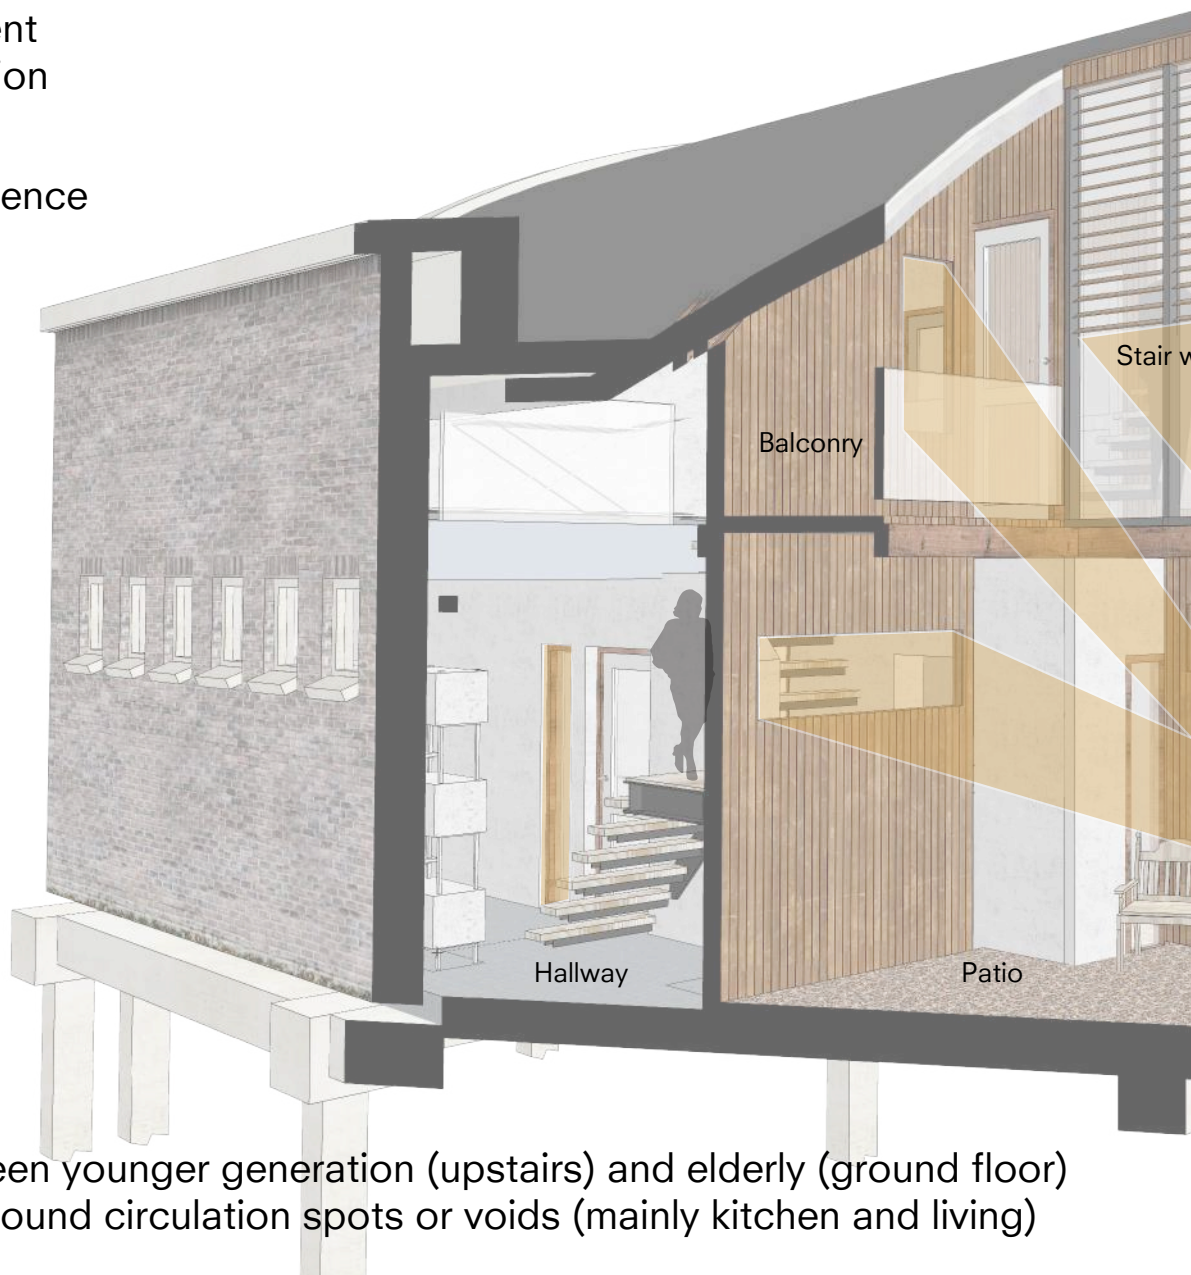 ent
ion
ence
Stair w
Balconry
Hallway
Patio
een younger generation (upstairs) and elderly (ground floor)
ound circulation spots or voids (mainly kitchen and living)